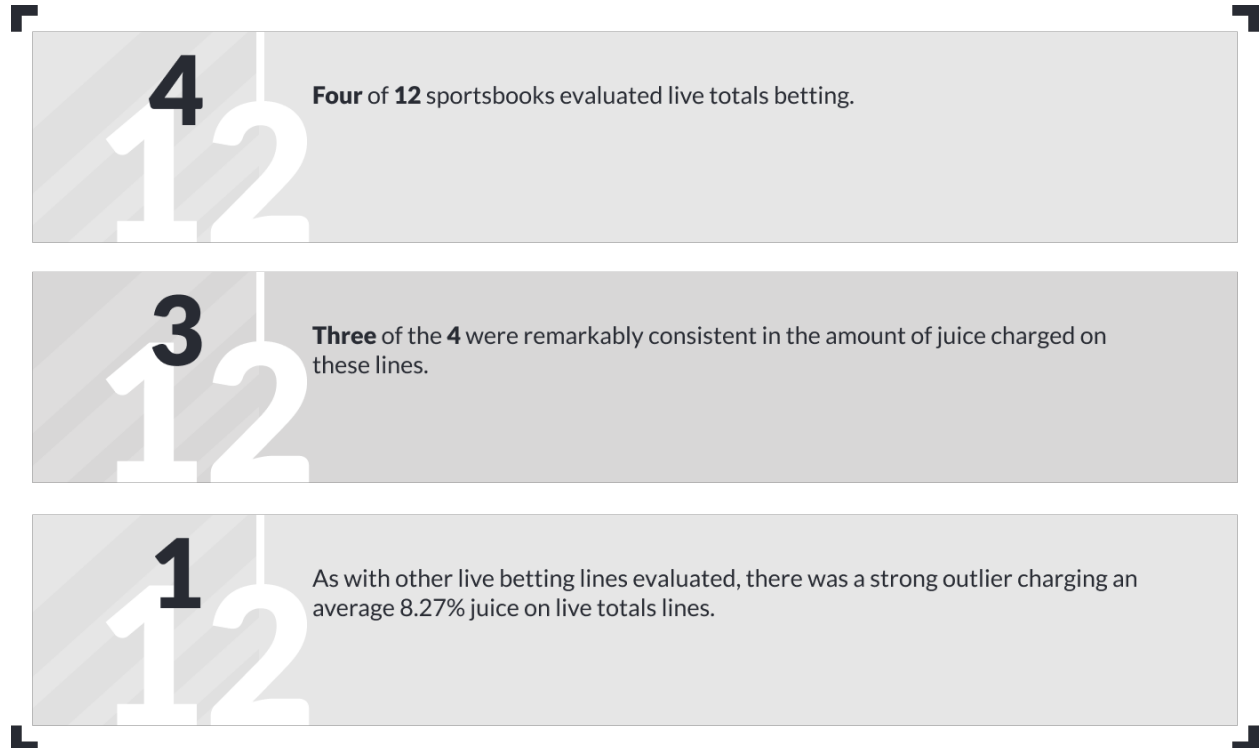 4
12
Four of 12 sportsbooks evaluated live totals betting.
3
12
Three of the 4 were remarkably consistent in the amount of juice charged on
these lines.
1
12
As with other live betting lines evaluated, there was a strong outlier charging an
average 8.27% juice on live totals lines.